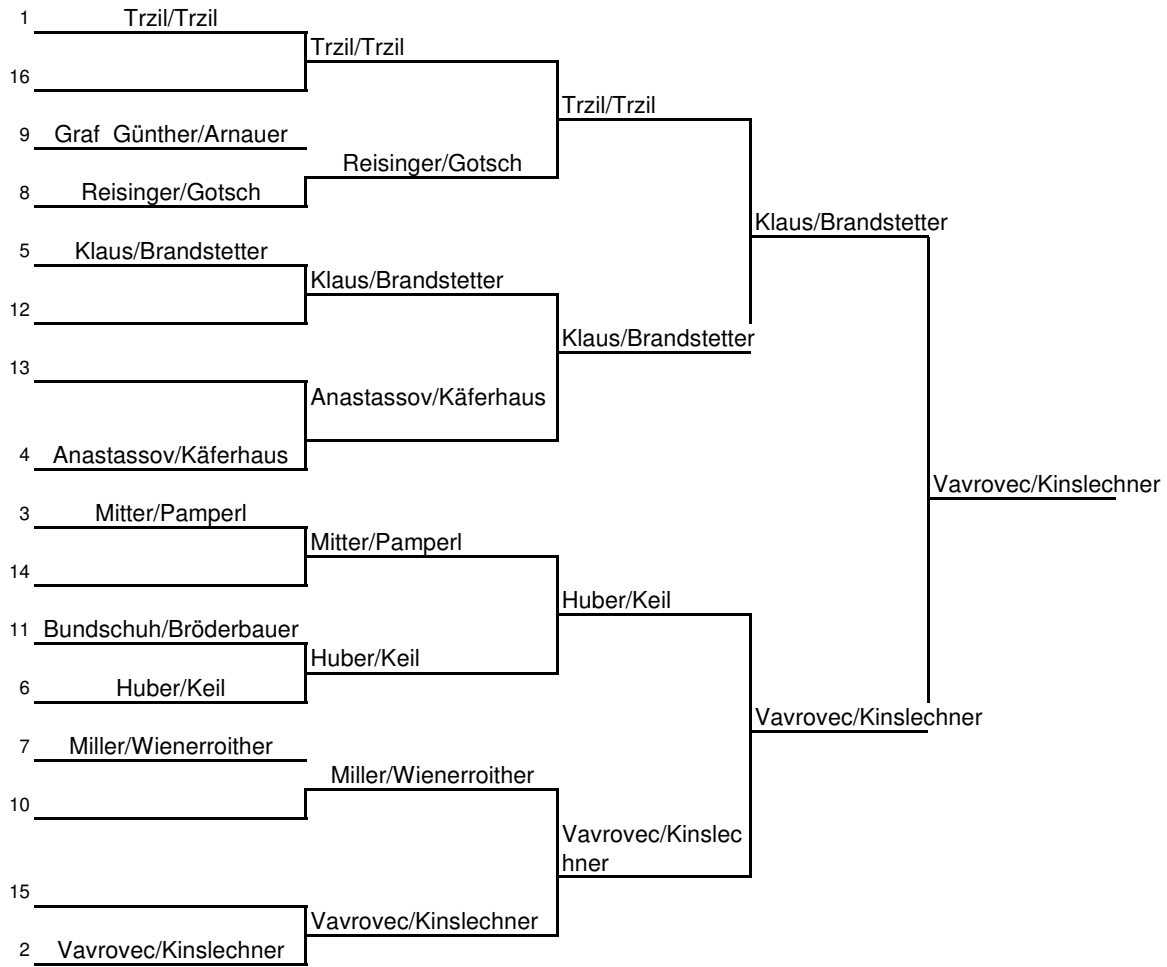 1 Trzil/Trzil
Trzil/Trzil
16
Trzil/Trzil
9 Graf Günther/Arnauer
Reisinger/Gotsch
8 Reisinger/Gotsch
Klaus/Brandstetter
5 Klaus/Brandstetter
Klaus/Brandstetter
12
Klaus/Brandstetter
13
Anastassov/Käferhaus
4 Anastassov/Käferhaus
Vavrovec/Kinslechner
3 Mitter/Pamperl
Mitter/Pamperl
14
Huber/Keil
11 Bundschuh/Bröderbauer
Huber/Keil
6 Huber/Keil
Vavrovec/Kinslechner
7 Miller/Wienerroither
Miller/Wienerroither
10
Vavrovec/Kinslec
hner
15
Vavrovec/Kinslechner
2 Vavrovec/Kinslechner